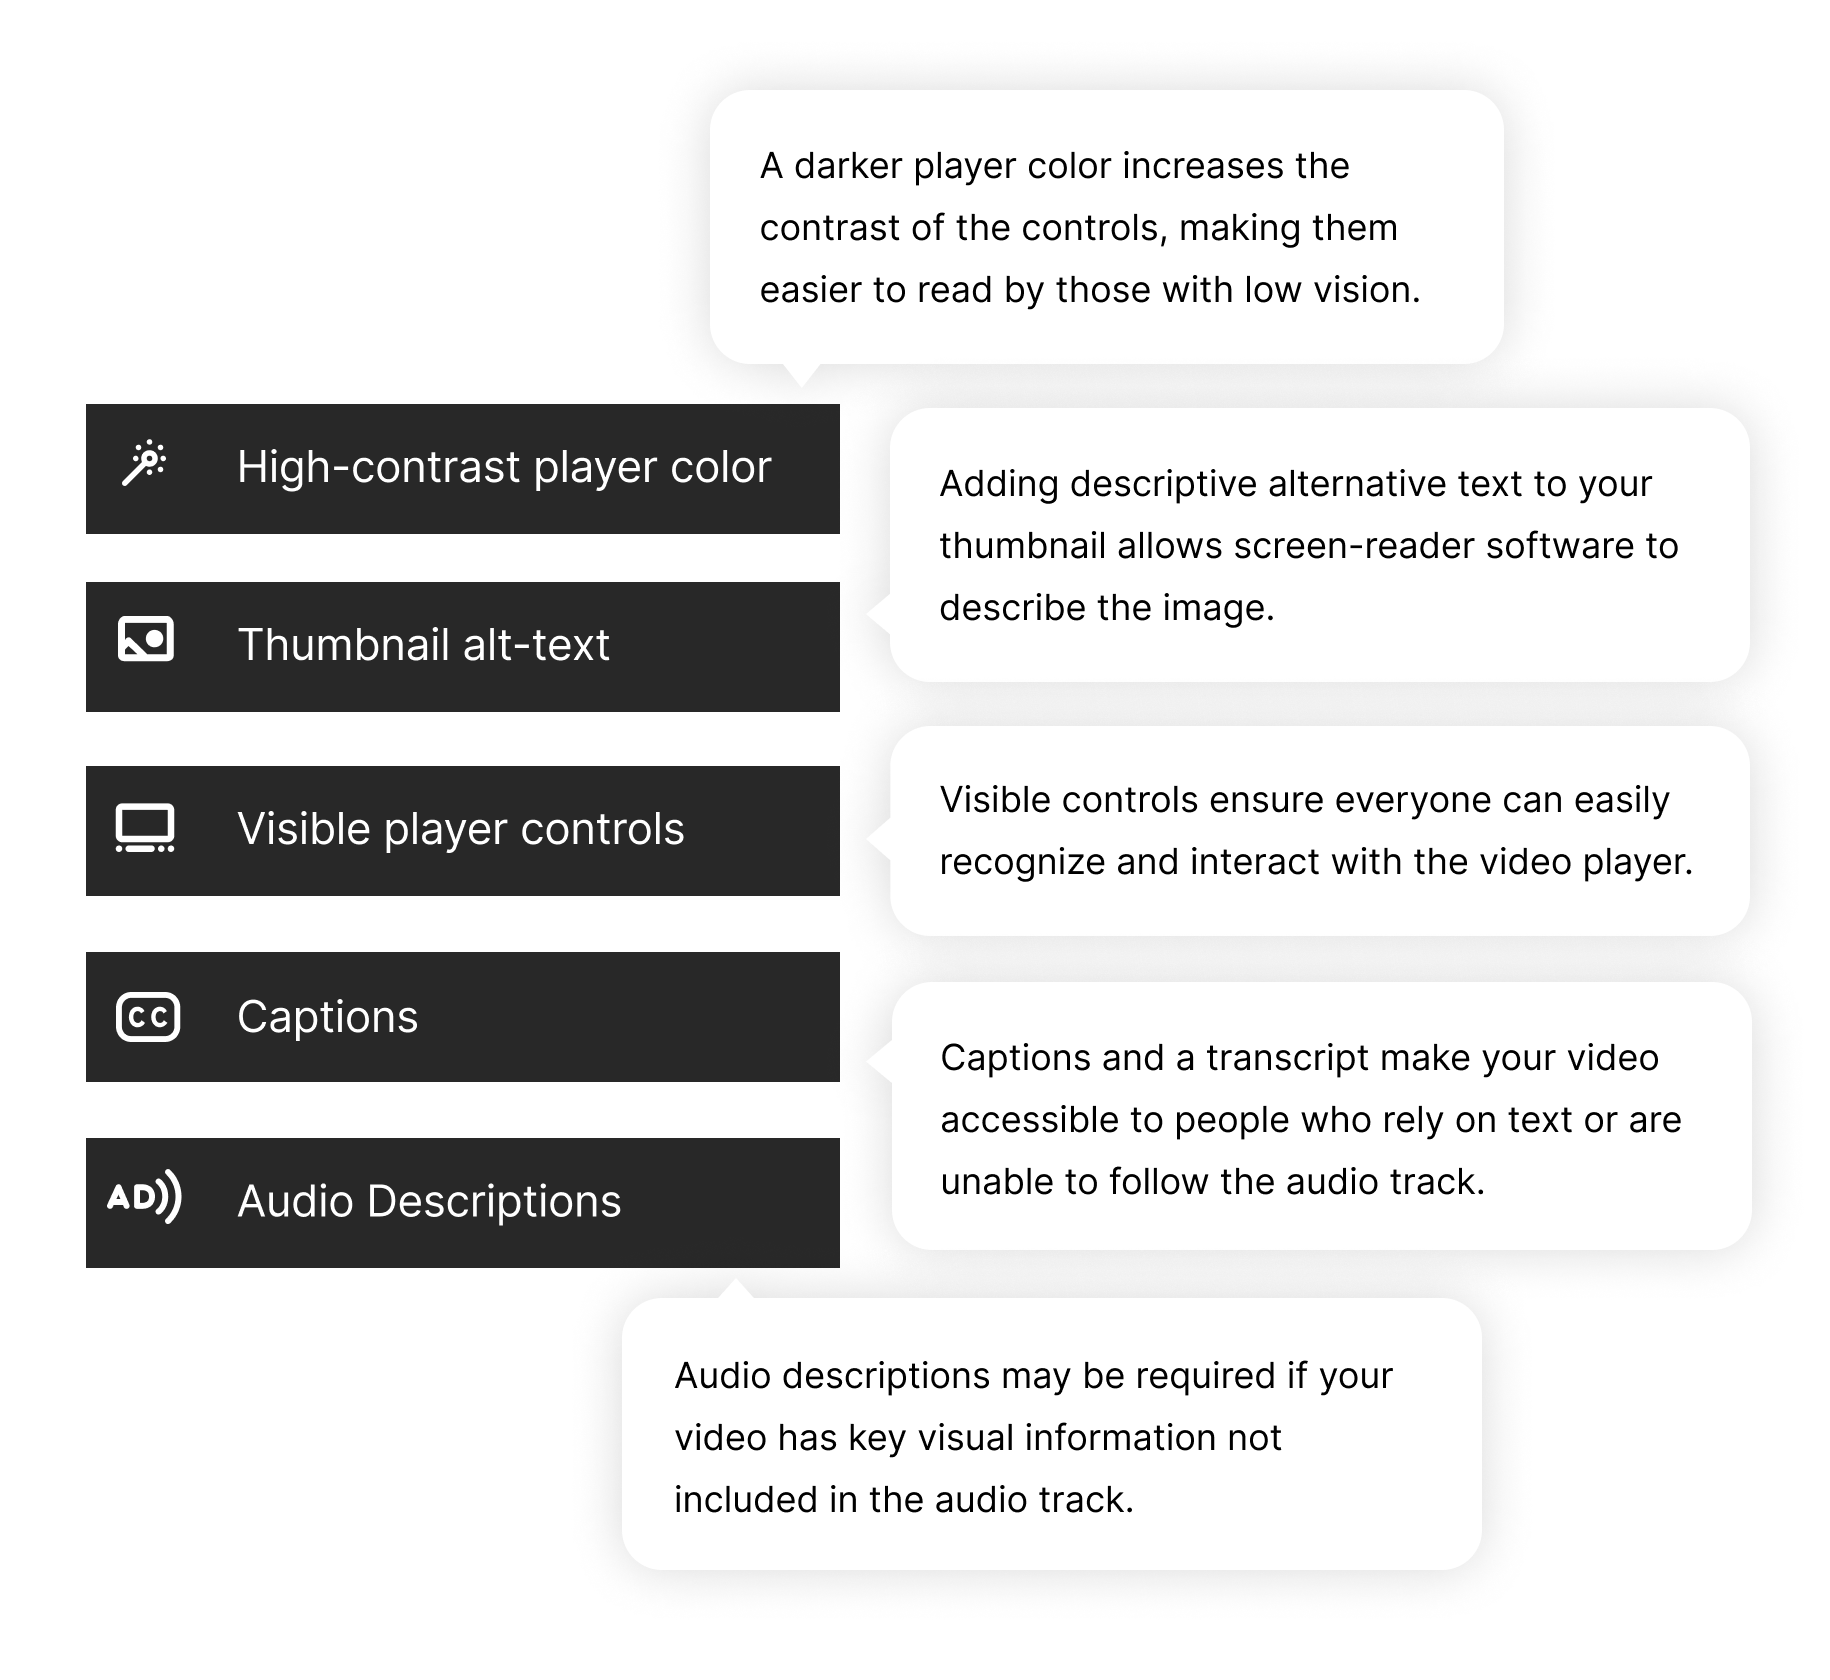 A darker player color increases the
contrast of the controls, making them
easier to read by those with low vision.
High-contrast player color
Adding descriptive alternative text to your
thumbnail allows screen-reader software to
describe the image.
Thumbnail alt-text
Visible player controls
Visible controls ensure everyone can easily
recognize and interact with the video player.
CC
Captions
Captions and a transcript make your video
accessible to people who rely on text or are
unable to follow the audio track.
AD
Audio Descriptions
Audio descriptions may be required if your
video has key visual information not
included in the audio track.